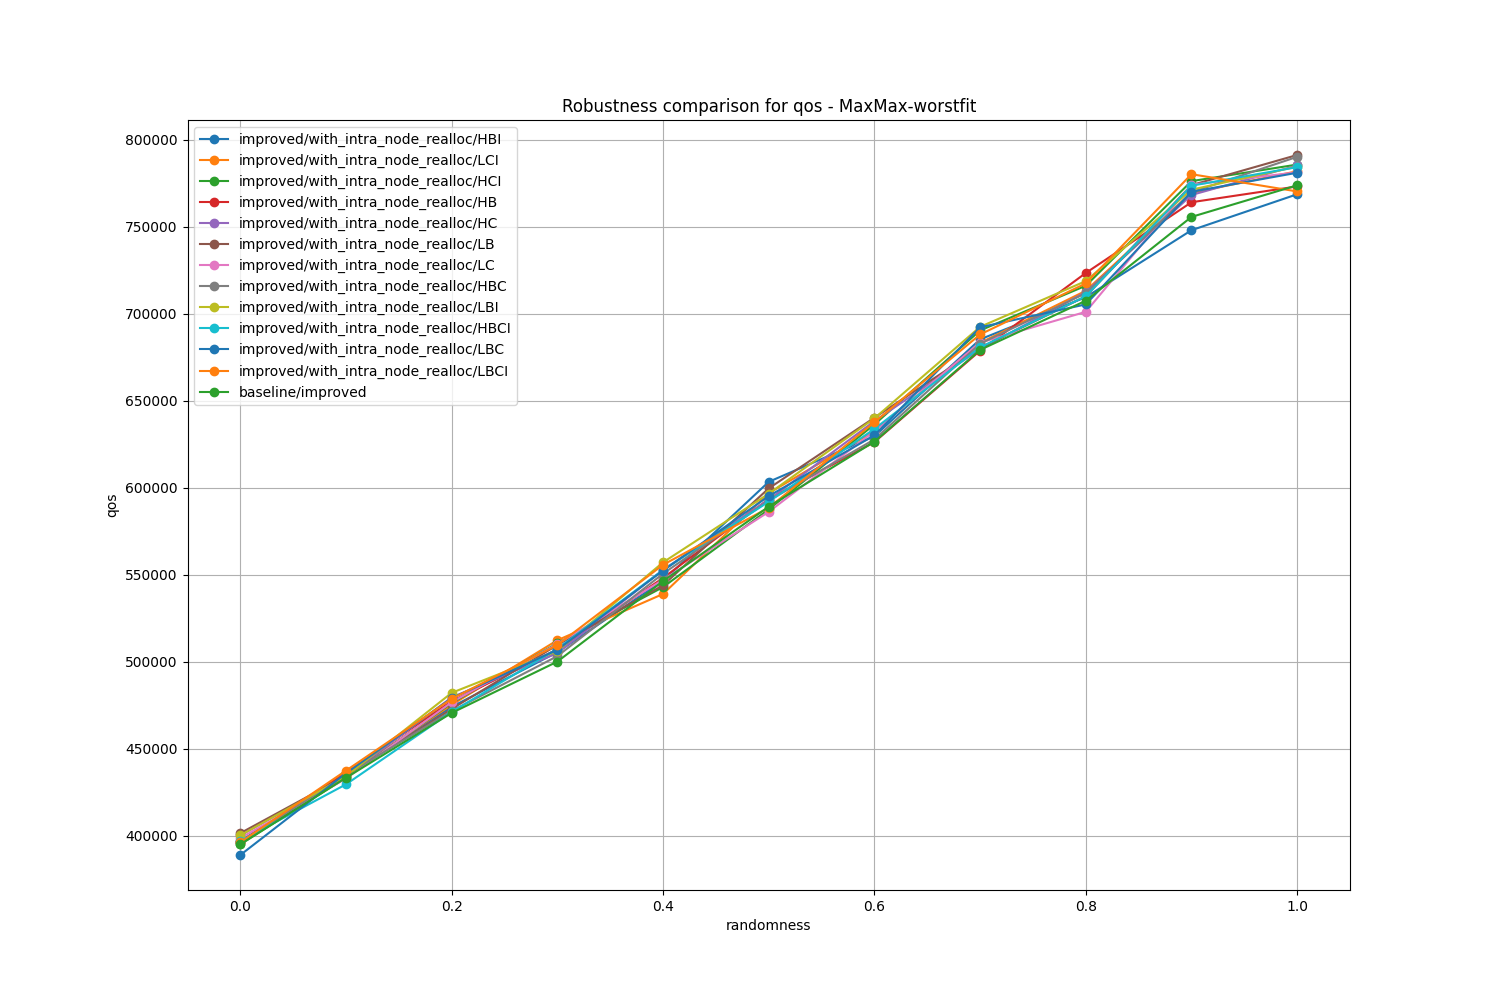 Robustness comparison for qos - MaxMax-worstfit
800000
750000
700000
650000
600000
550000
500000
450000
400000
qos
improved/with_intra_node_realloc/HBI
improved/with_intra_node_realloc/LCI
improved/with_intra_node_realloc/HCI
improved/with_intra_node_realloc/HB
improved/with_intra_node_realloc/HC
improved/with_intra_node_realloc/LB
improved/with_intra_node_realloc/LC
improved/with_intra_node_realloc/HBC
improved/with_intra_node_realloc/LBI
improved/with_intra_node_realloc/HBCI
improved/with_intra_node_realloc/LBC
improved/with_intra_node_realloc/LBCI
baseline/improved
0.0 0.2 0.4 0.6 0.8 1.0
randomness